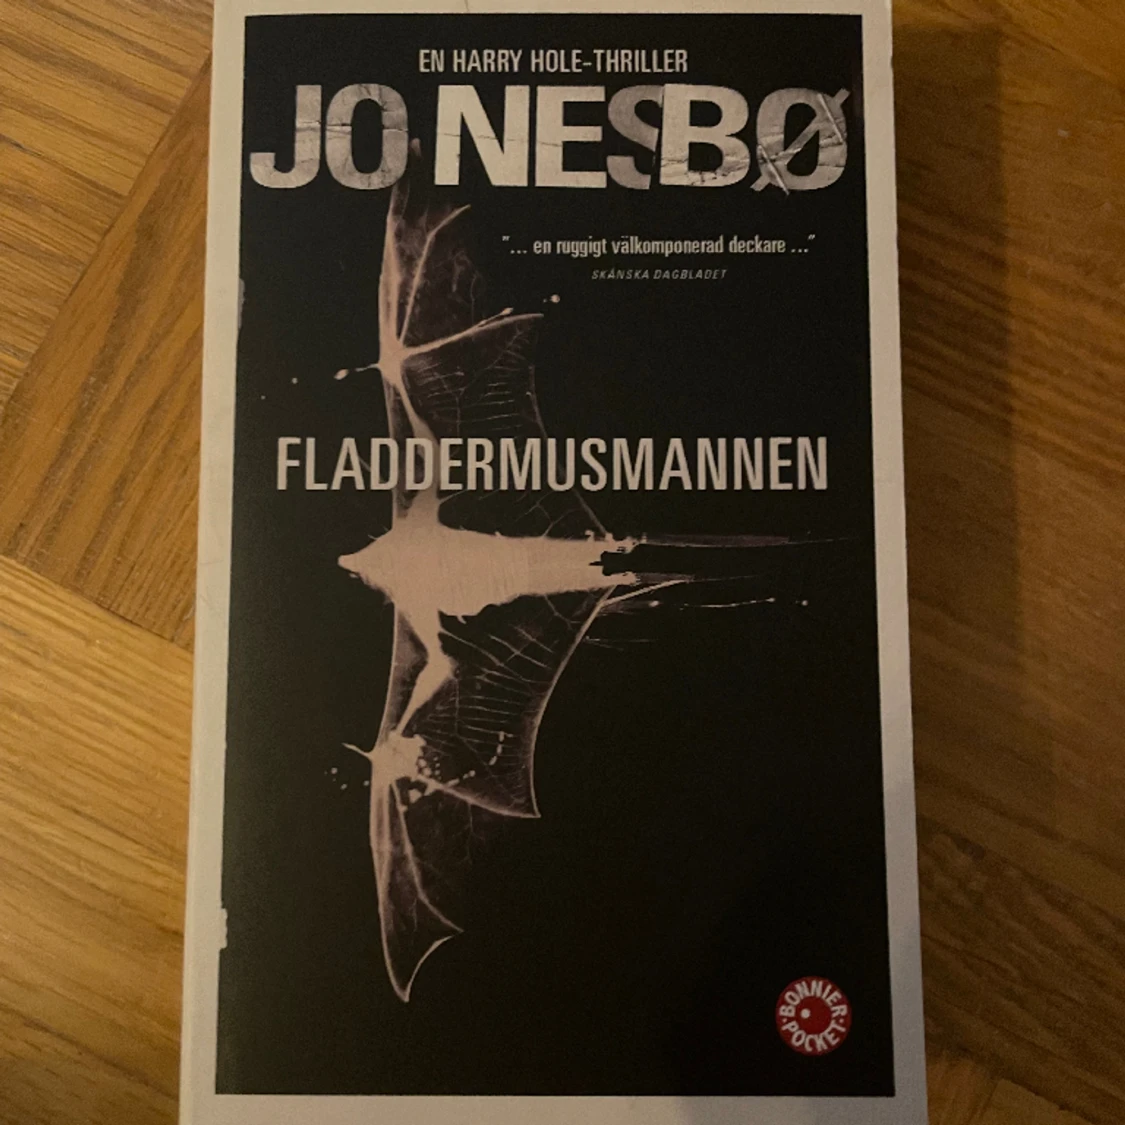 EN HARRY HOLE-THRILLER
JO NESBØ
"... en ruggigt välkomponerad deckare ..."
SKÅNSKA DAGBLADET
FLADDERMUSMANNEN
·BONNIER·
POCKET